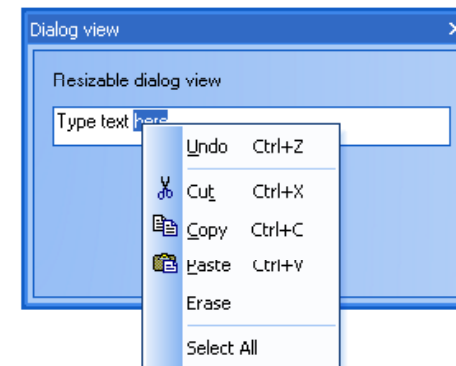 Dialog view
Resizable dialog view
Type text here
Undo Ctrl+Z
Cut Ctrl+X
Copy Ctrl+C
Paste Ctrl+V
Erase
Select All